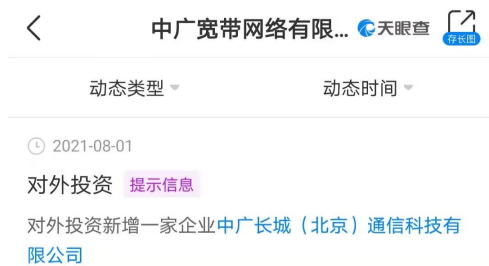 中广宽带网络有限... 天眼查
存长图
动态类型 动态时间
2021-08-01
对外投资 提示信息
对外投资新增一家企业中广长城（北京）通信科技有
限公司